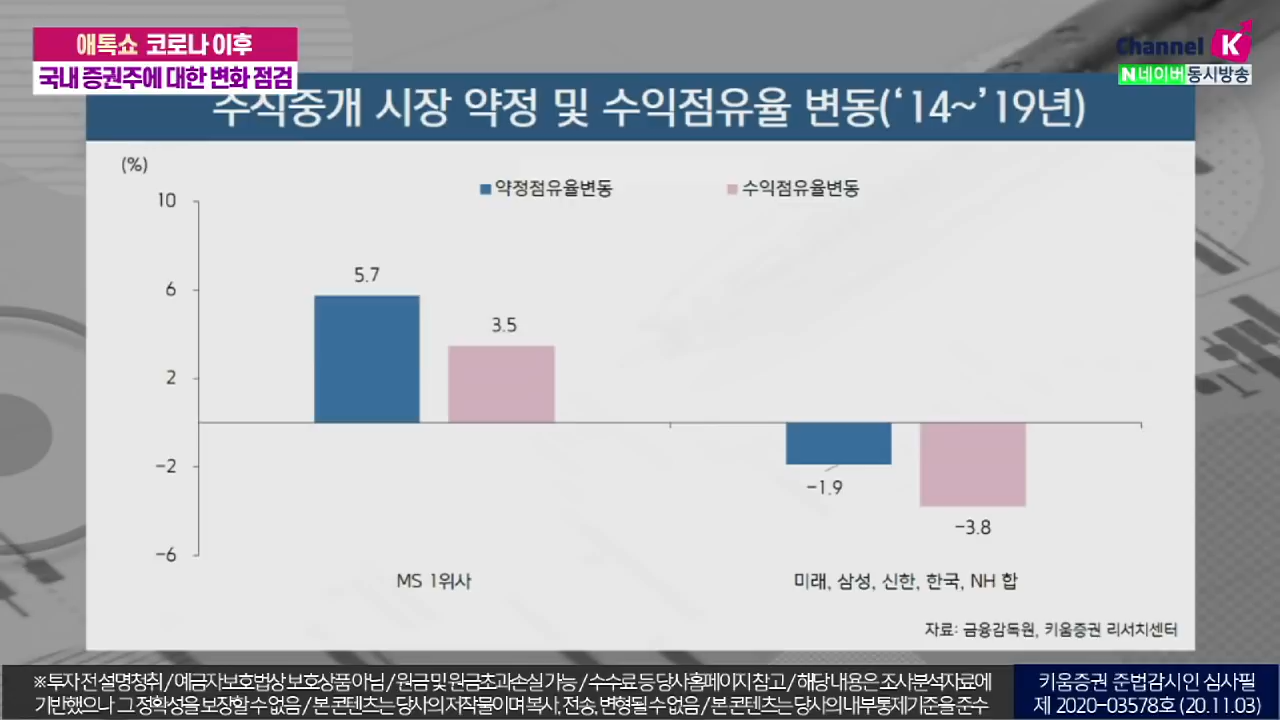 애톡쇼 코로나 이후
국내 증권주에 대한 변화 점검
Channel K
N네이버 동시방송
주식중개 시장 약정 및 수익점유율 변동(‘14~’19년)
(%)
약정점유율변동 수익점유율변동
10
6
2
-2
-6
5.7
3.5
-1.9
-3.8
MS 1위사 미래, 삼성, 신한, 한국, NH 합
자료: 금융감독원, 키움증권 리서치센터
※ 투자 전 설명청취 / 예금자보호법상 보호상품 아님 / 원금 및 원금초과손실 가능 / 수수료 등 당사홈페이지 참고 / 해당 내용은 조사분석자료에
기반했으나 그 정확성을 보장할 수 없음 / 본 콘텐츠는 당사의 저작물이며 복사, 전송, 변형될 수 없음 / 본 콘텐츠는 당사의 내부통제기준을 준수
키움증권 준법감시인 심사필
제 2020-03578호 (20.11.03)